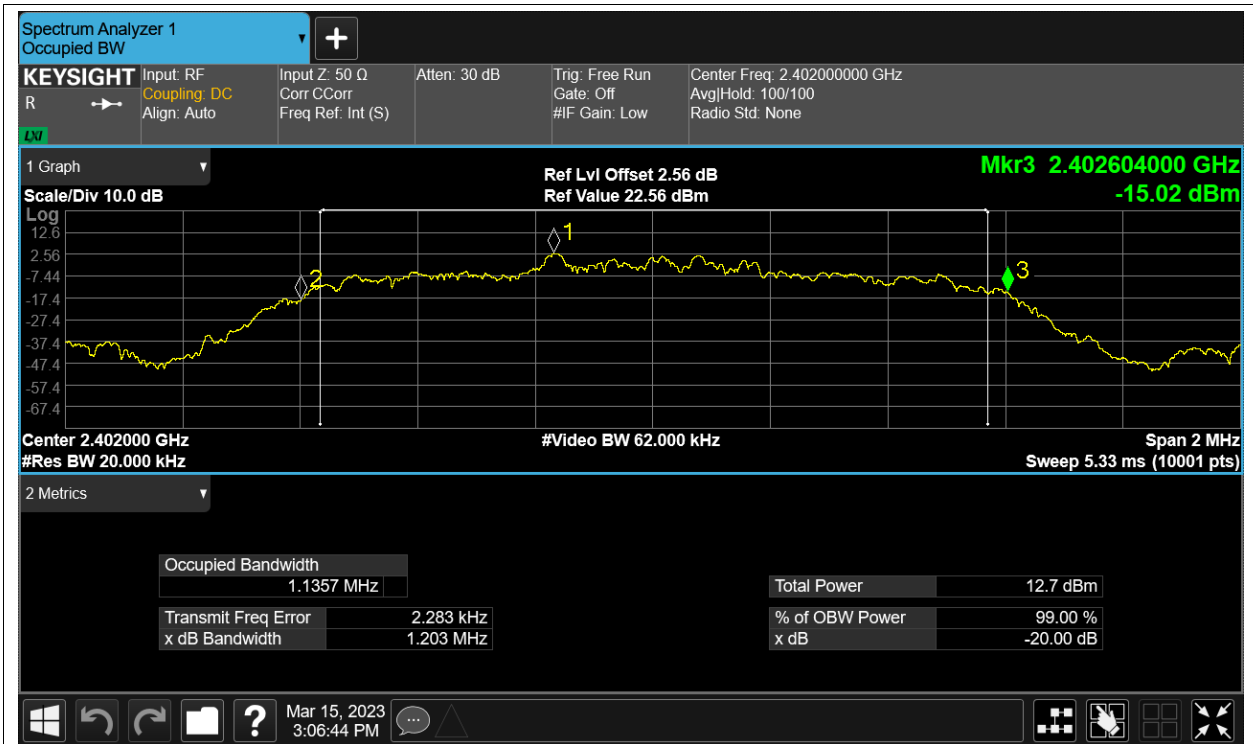 Spectrum Analyzer 1
Occupied BW
KEYSIGHT
R
LXI
Input: RF
Coupling: DC
Align: Auto
Input Z: 50 Ω
Corr CCorr
Freq Ref: Int (S)
Atten: 30 dB
Trig: Free Run
Gate: Off
#IF Gain: Low
Center Freq: 2.402000000 GHz
Avg|Hold: 100/100
Radio Std: None
1 Graph
Scale/Div 10.0 dB
Ref Lvl Offset 2.56 dB
Ref Value 22.56 dBm
Mkr3 2.402604000 GHz
-15.02 dBm
Log
12.6
2.56
-7.44
-17.4
-27.4
-37.4
-47.4
-57.4
-67.4
1
2
3
Center 2.402000 GHz
#Res BW 20.000 kHz
#Video BW 62.000 kHz
Span 2 MHz
Sweep 5.33 ms (10001 pts)
2 Metrics
Occupied Bandwidth
1.1357 MHz
Transmit Freq Error 2.283 kHz
x dB Bandwidth 1.203 MHz
Total Power 12.7 dBm
% of OBW Power 99.00 %
x dB -20.00 dB
?
Mar 15, 2023
3:06:44 PM